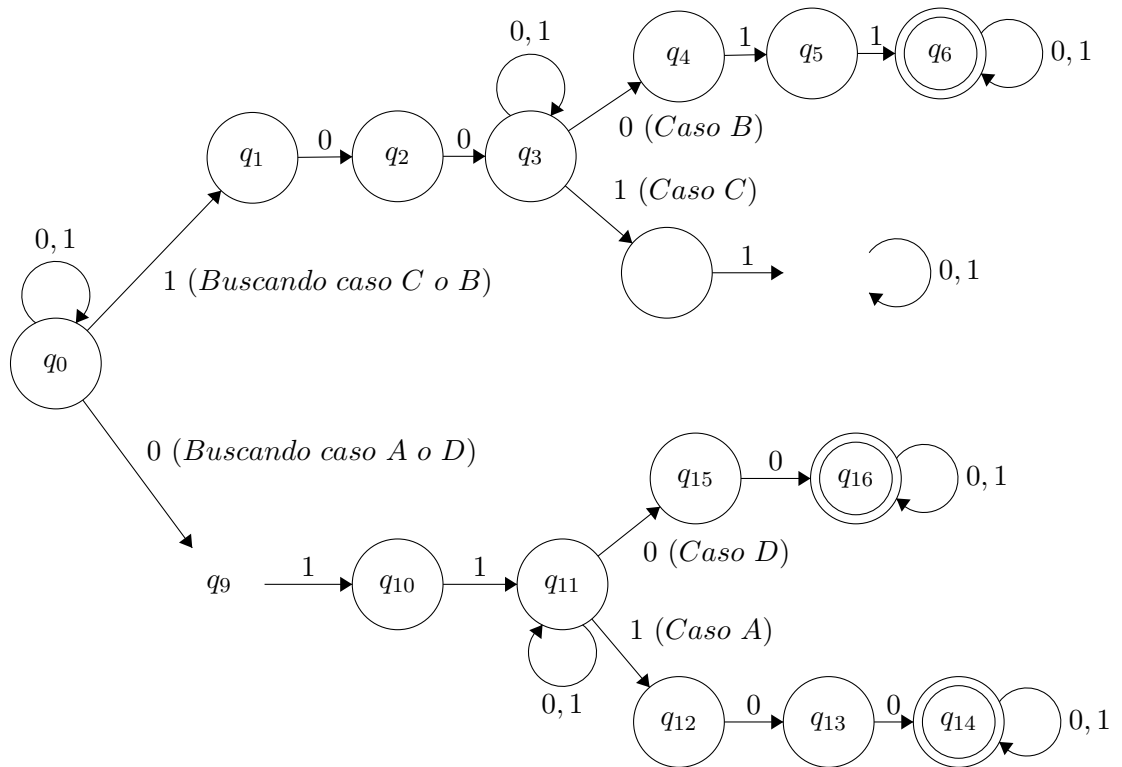 0, 1
1
1
q4
q5
q6
0, 1
0 (Caso B)
0
0
q1
q2
q3
1 (Caso C)
0, 1
1
0, 1
1 (Buscando caso C o B)
q0
0 (Buscando caso A o D)
q15
0
q16
0, 1
0 (Caso D)
1
1
q9
q10
q11
1 (Caso A)
0, 1
0
0
q12
q13
q14
0, 1